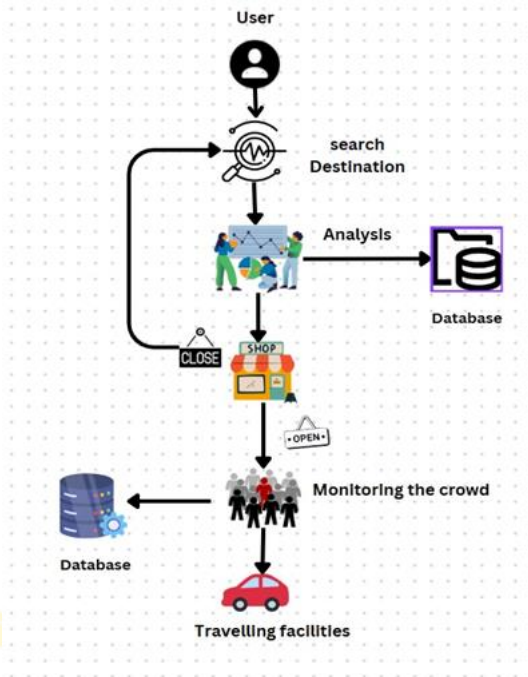 User
search
Destination
Analysis
Database
SHOP
CLOSE
OPEN
Monitoring the crowd
Database
Travelling facilities